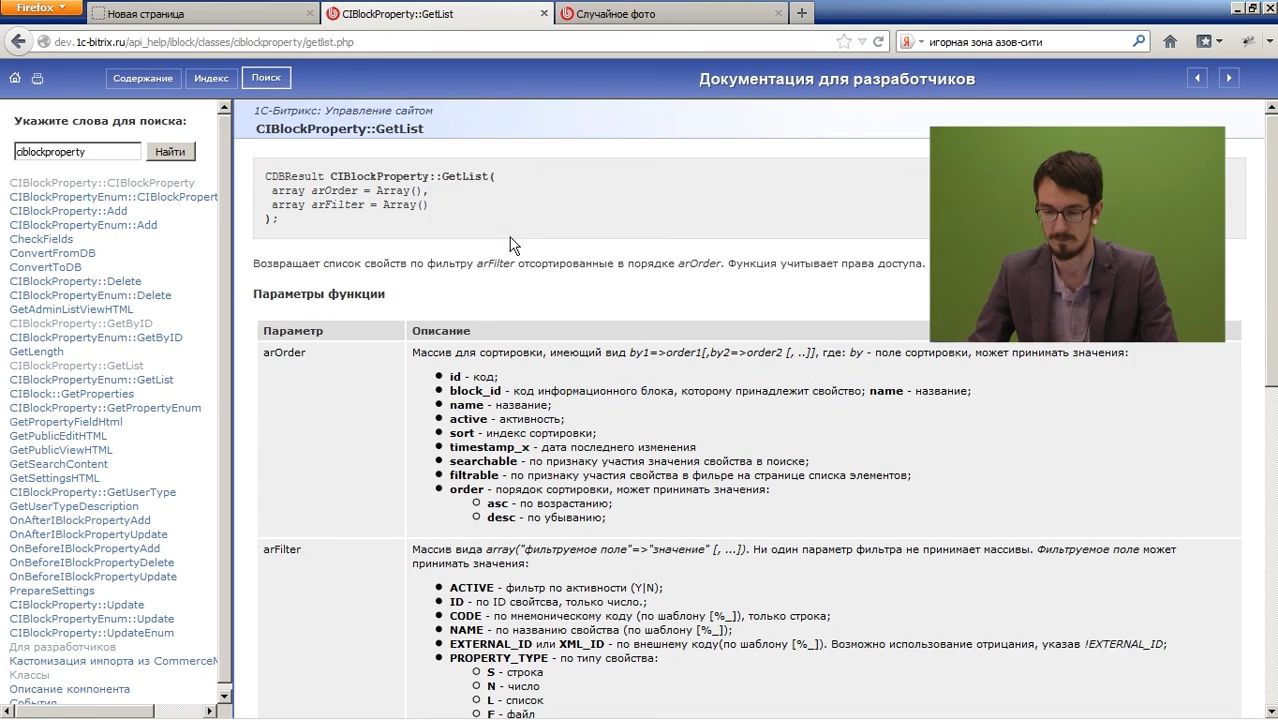 Firefox
Новая страница
CIBlockProperty::GetList
Случайное фото
dev.1c-bitrix.ru/api_help/iblock/classes/ciblockproperty/getlist.php
игорная зона азов-сити
Содержание
Индекс
Поиск
Документация для разработчиков
Укажите слова для поиска:
ciblockproperty
Найти
CIBlockProperty::CIBlockProperty
CIBlockPropertyEnum::CIBlockPropert
CIBlockProperty::Add
CIBlockPropertyEnum::Add
CheckFields
ConvertFromDB
ConvertToDB
CIBlockProperty::Delete
CIBlockPropertyEnum::Delete
GetAdminListViewHTML
CIBlockProperty::GetByID
CIBlockPropertyEnum::GetByID
GetLength
CIBlockProperty::GetList
CIBlockPropertyEnum::GetList
CIBlock::GetProperties
CIBlockProperty::GetPropertyEnum
GetPropertyFieldHtml
GetPublicEditHTML
GetPublicViewHTML
GetSearchContent
GetSettingsHTML
CIBlockProperty::GetUserType
GetUserTypeDescription
OnAfterIBlockPropertyAdd
OnAfterIBlockPropertyUpdate
OnBeforeIBlockPropertyAdd
OnBeforeIBlockPropertyDelete
OnBeforeIBlockPropertyUpdate
PrepareSettings
CIBlockProperty::Update
CIBlockPropertyEnum::Update
CIBlockProperty::UpdateEnum
Для разработчиков
Кастомизация импорта из CommerceM
Классы
Описание компонента
События
1С-Битрикс: Управление сайтом
CIBlockProperty::GetList
CDBResult CIBlockProperty::GetList(
array arOrder = Array(),
array arFilter = Array()
);
Возвращает список свойств по фильтру arFilter отсортированные в порядке arOrder. Функция учитывает права доступа.
Параметры функции
Параметр
Описание
arOrder
Массив для сортировки, имеющий вид by1=>order1[,by2=>order2 [, ..]], где: by - поле сортировки, может принимать значения:
id - код;
block_id - код информационного блока, которому принадлежит свойство; name - название;
name - название;
active - активность;
sort - индекс сортировки;
timestamp_x - дата последнего изменения
searchable - по признаку участия значения свойства в поиске;
filtrable - по признаку участия свойства в фильре на странице списка элементов;
order - порядок сортировки, может принимать значения:
asc - по возрастанию;
desc - по убыванию;
arFilter
Массив вида array("фильтруемое поле"=>"значение" [, ...]). Ни один параметр фильтра не принимает массивы. Фильтруемое поле может
принимать значения:
ACTIVE - фильтр по активности (Y|N);
ID - по ID свойтсва, только число.;
CODE - по мнемоническому коду (по шаблону [%_]), только строка;
NAME - по названию свойства (по шаблону [%_]);
EXTERNAL_ID или XML_ID - по внешнему коду(по шаблону [%_]). Возможно использование отрицания, указав !EXTERNAL_ID;
PROPERTY_TYPE - по типу свойства:
S - строка
N - число
L - список
F - файл